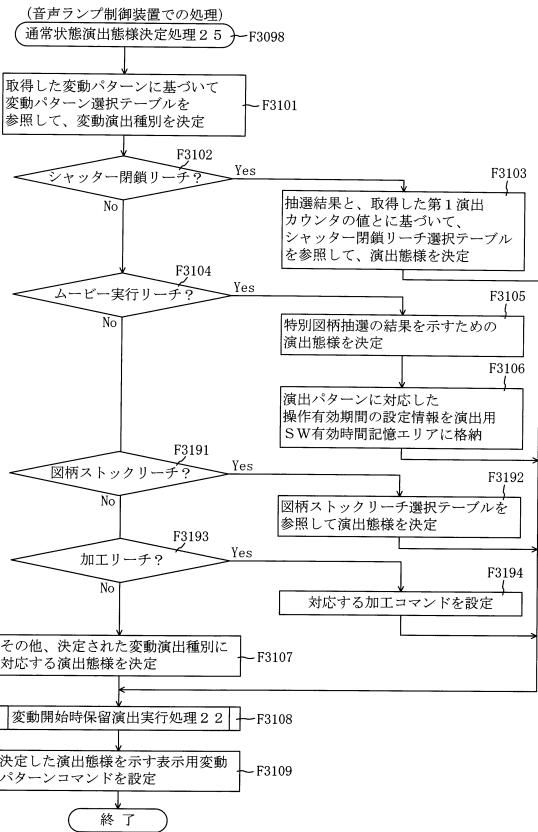 (音声ランプ制御装置での処理)
通常状態演出態様決定処理25
F3098
取得した変動パターンに基づいて
変動パターン選択テーブルを
参照して、変動演出種別を決定
F3101
F3102
シャッター閉鎖リーチ?
Yes
No
F3103
抽選結果と、取得した第1演出
カウンタの値とに基づいて、
シャッター閉鎖リーチ選択テーブル
を参照して、演出態様を決定
F3104
ムービー実行リーチ?
Yes
No
F3105
特別図柄抽選の結果を示すための
演出態様を決定
F3106
演出パターンに対応した
操作有効期間の設定情報を演出用
SW有効時間記憶エリアに格納
F3191
図柄ストックリーチ?
Yes
No
F3192
図柄ストックリーチ選択テーブルを
参照して演出態様を決定
F3193
加工リーチ?
Yes
No
F3194
対応する加工コマンドを設定
その他、決定された変動演出種別に
対応する演出態様を決定
F3107
変動開始時保留演出実行処理22
F3108
決定した演出態様を示す表示用変動
パターンコマンドを設定
F3109
終了